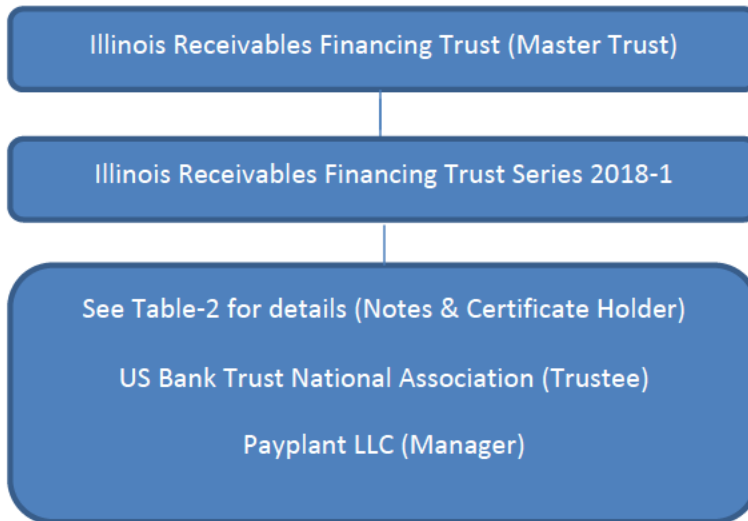 Illinois Receivables Financing Trust (Master Trust)
Illinois Receivables Financing Trust Series 2018-1
See Table-2 for details (Notes & Certificate Holder)
US Bank Trust National Association (Trustee)
Payplant LLC (Manager)